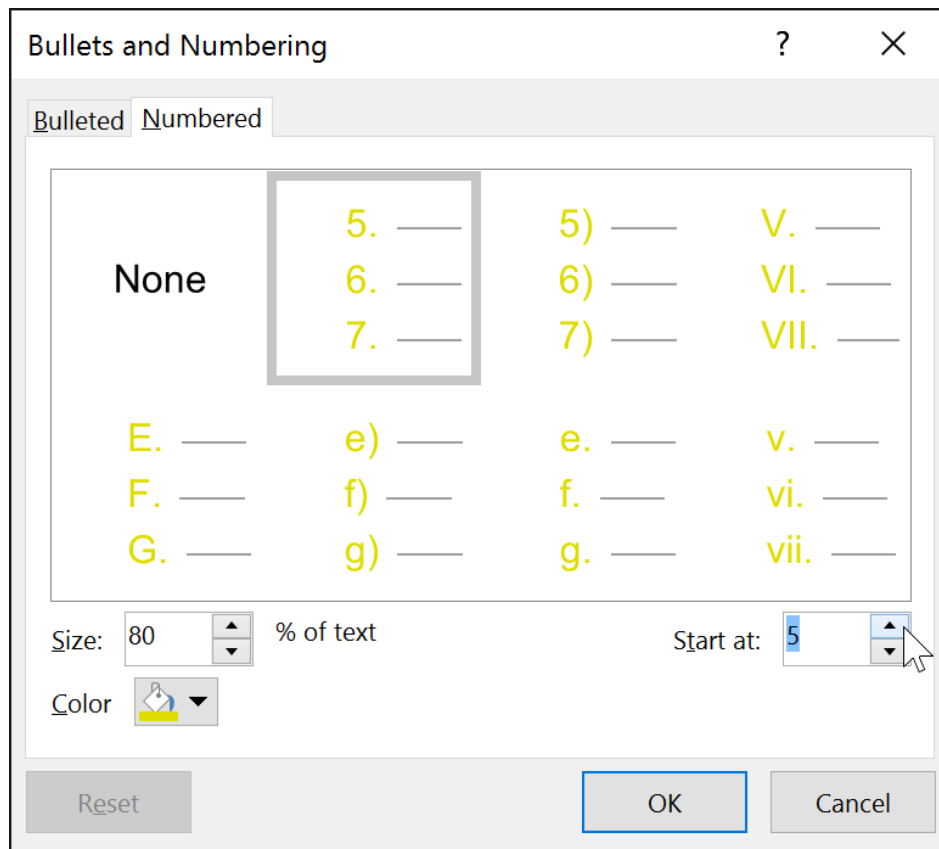 Bullets and Numbering ?
Bulleted Numbered
None
5.
6.
7.
5)
6)
7)
V.
VI.
VII.
E.
F.
G.
e)
f)
g)
e.
f.
g.
v.
vi.
vii.
Size: 80 % of text Start at: 5
Color
Reset OK Cancel